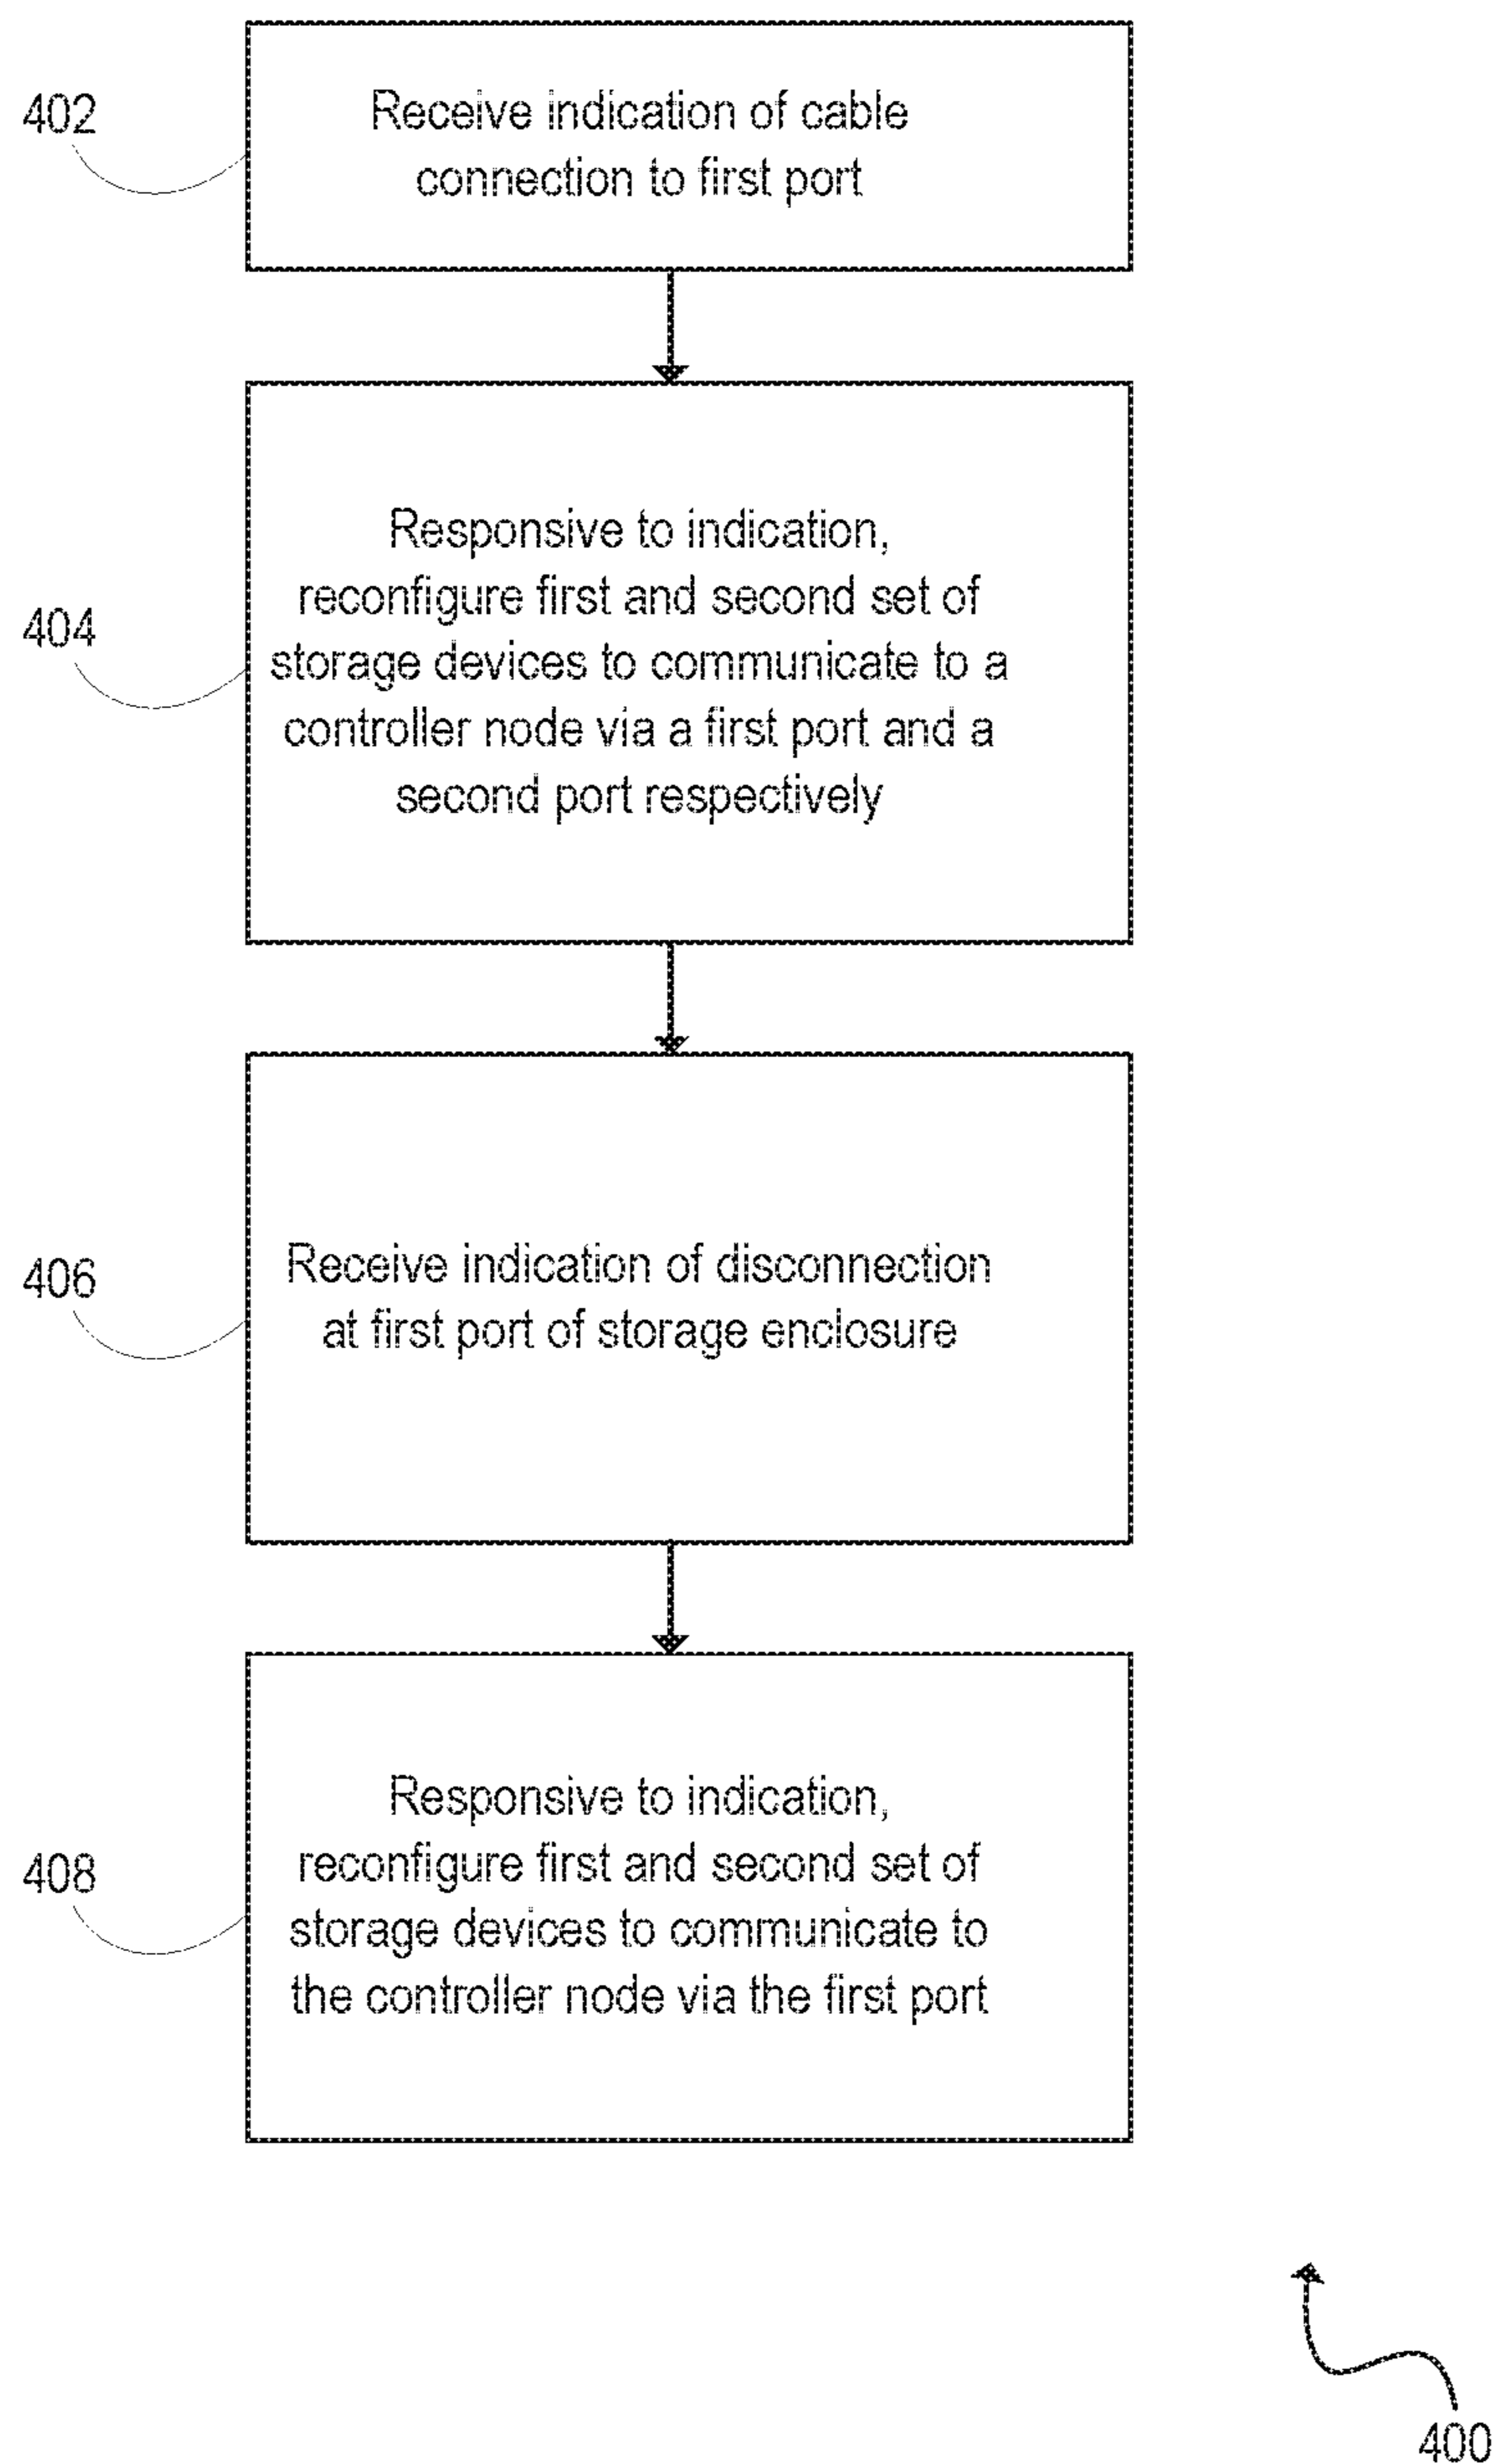 402
Receive indication of cable
connection to first port
404
Responsive to indication,
reconfigure first and second set of
storage devices to communicate to a
controller node via a first port and a
second port respectively
406
Receive indication of disconnection
at first port of storage enclosure
408
Responsive to indication,
reconfigure first and second set of
storage devices to communicate to
the controller node via the first port
400